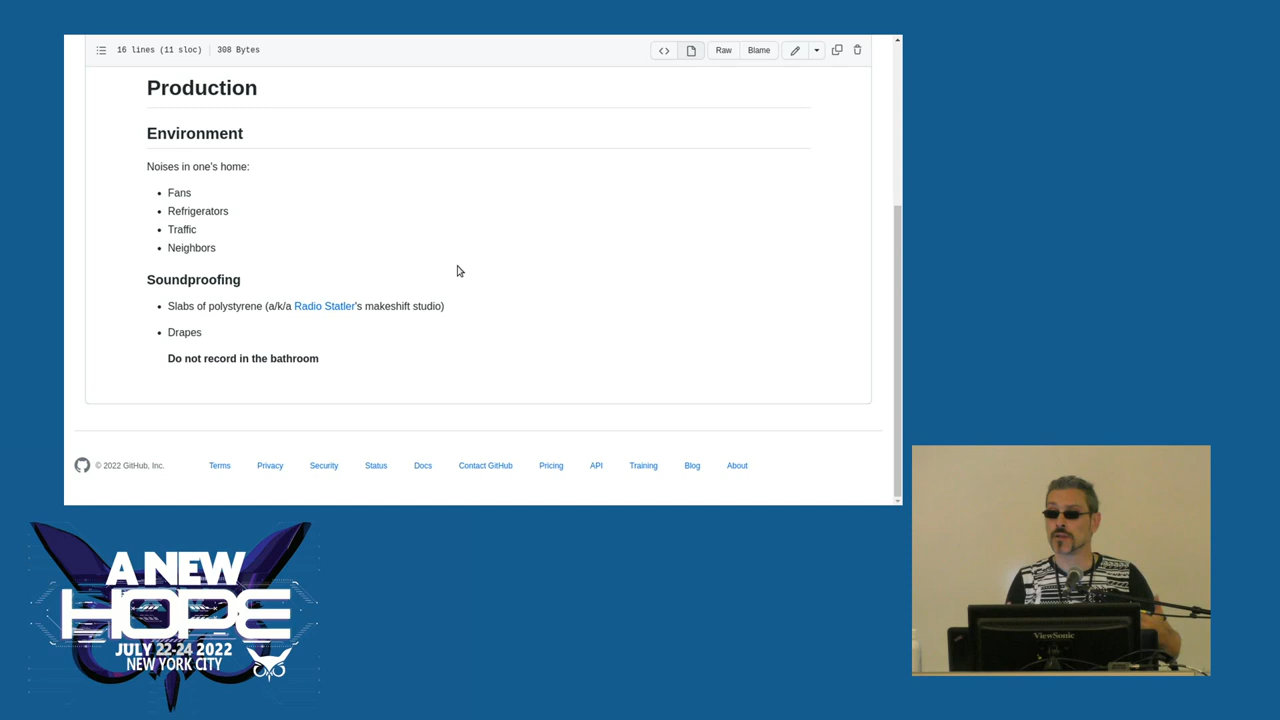 16 lines (11 sloc) 308 Bytes Raw Blame
Production
Environment
Noises in one's home:
Fans
Refrigerators
Traffic
Neighbors
Soundproofing
Slabs of polystyrene (a/k/a Radio Statler's makeshift studio)
Drapes
Do not record in the bathroom
© 2022 GitHub, Inc. Terms Privacy Security Status Docs Contact GitHub Pricing API Training Blog About
A NEW
HOPE
JULY 22-24 2022
NEW YORK CITY
ViewSonic